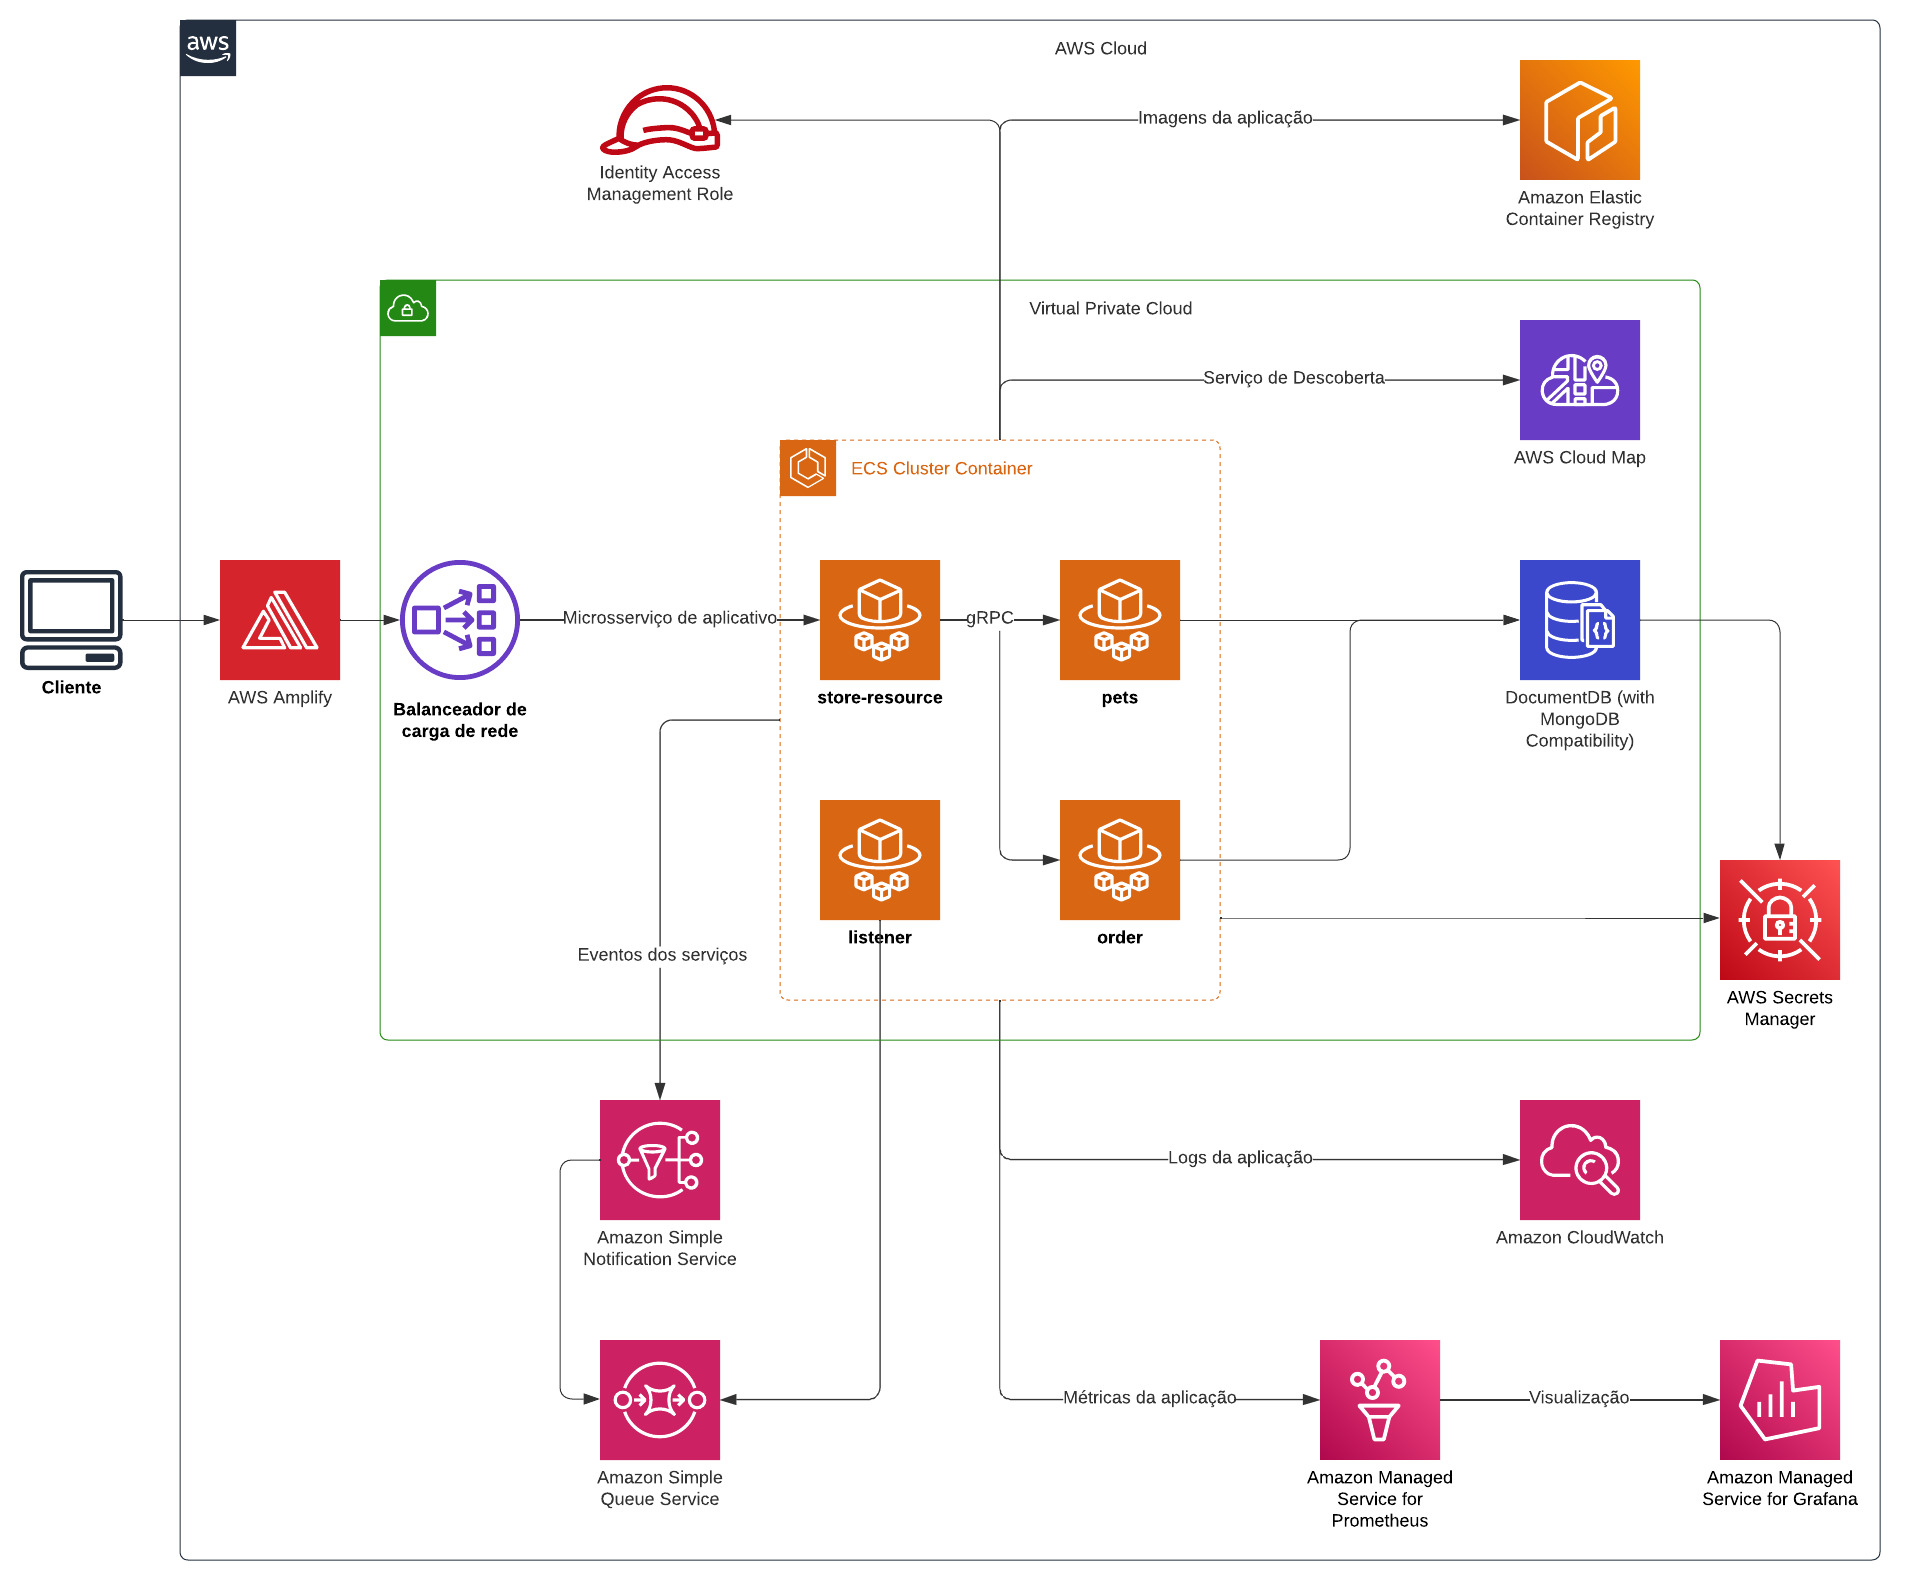 aws
AWS Cloud
Imagens da aplicação
Identity Access
Management Role
Amazon Elastic
Container Registry
Virtual Private Cloud
Serviço de Descoberta
AWS Cloud Map
ECS Cluster Container
Microsserviço de aplicativo
gRPC
Cliente
AWS Amplify
Balanceador de
carga de rede
store-resource
pets
DocumentDB (with
MongoDB
Compatibility)
listener
order
Eventos dos serviços
AWS Secrets
Manager
Logs da aplicação
Amazon Simple
Notification Service
Amazon CloudWatch
Métricas da aplicação
Visualização
Amazon Simple
Queue Service
Amazon Managed
Service for
Prometheus
Amazon Managed
Service for Grafana